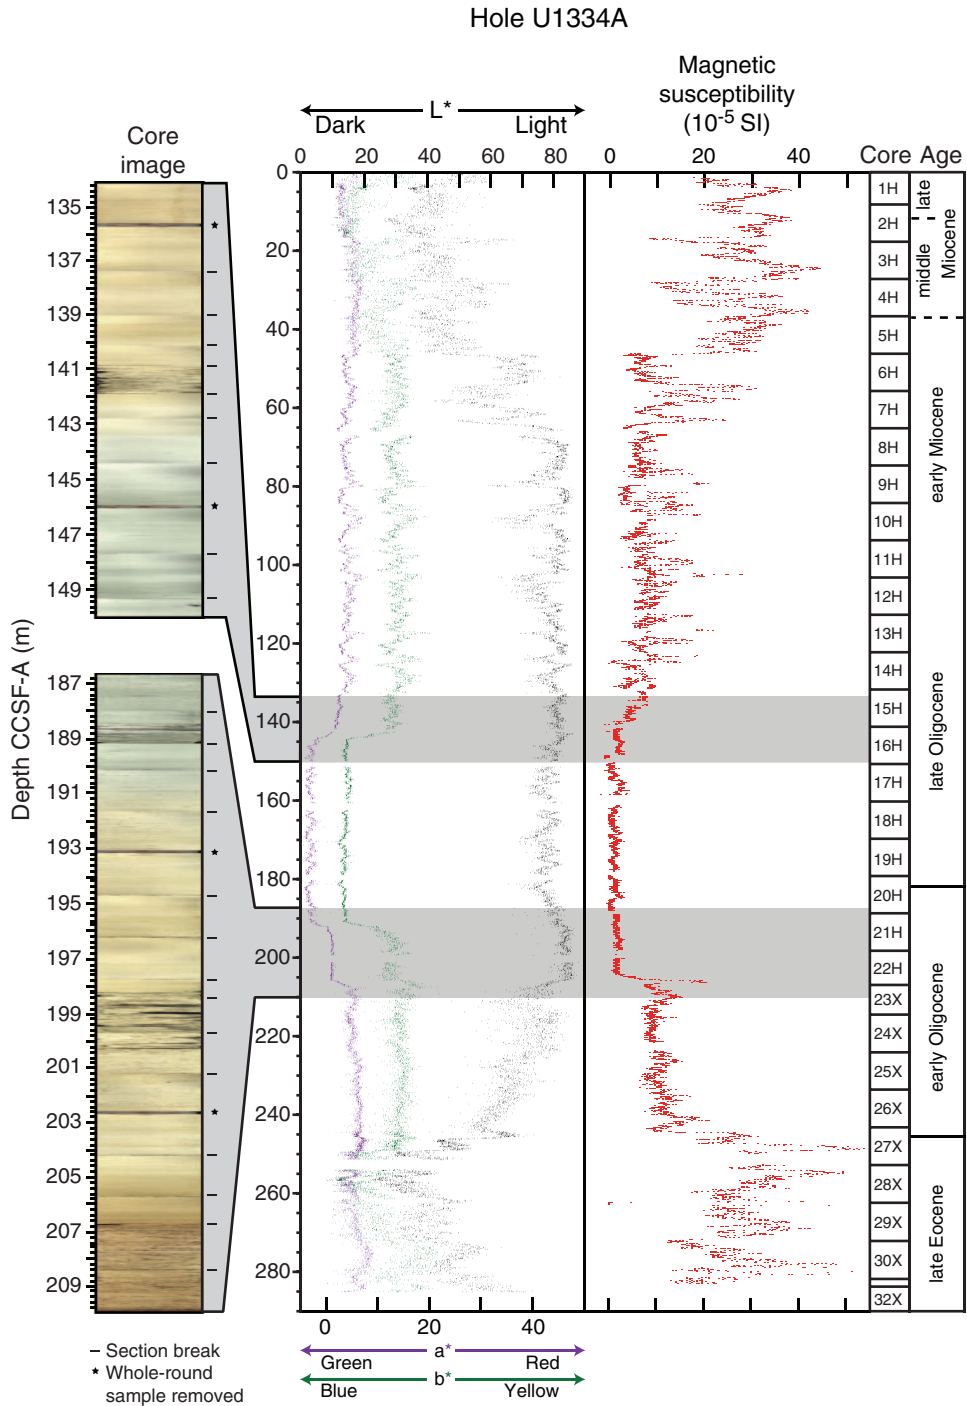 Hole U1334A
Core
image
L*
Dark
Light
Magnetic
susceptibility
(10-5 SI)
Core
Age
0 20 40 60 80
0 20 40
Depth CCSF-A (m)
135
137
139
141
143
145
147
149
187
189
191
193
195
197
199
201
203
205
207
209
0
20
40
60
80
100
120
140
160
180
200
220
240
260
280
1H
2H
3H
4H
5H
6H
7H
8H
9H
10H
11H
12H
13H
14H
15H
16H
17H
18H
19H
20H
21H
22H
23X
24X
25X
26X
27X
28X
29X
30X
32X
late
middle
Miocene
early Miocene
late Oligocene
early Oligocene
late Eocene
0 20 40
a*
Green
Red
b*
Blue
Yellow
– Section break
★ Whole-round
sample removed